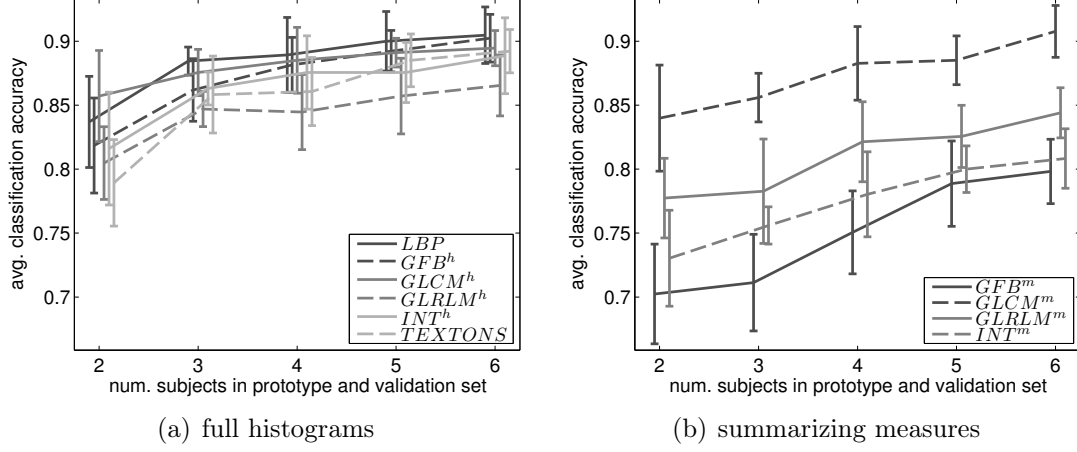 avg. classification accuracy
0.9
0.85
0.8
0.75
0.7
2 3 4 5 6
num. subjects in prototype and validation set
LBP
GFB^h
GLCM^h
GLRLM^h
INT^h
TEXTONS
(a) full histograms
avg. classification accuracy
0.9
0.85
0.8
0.75
0.7
2 3 4 5 6
num. subjects in prototype and validation set
GFB^m
GLCM^m
GLRLM^m
INT^m
(b) summarizing measures